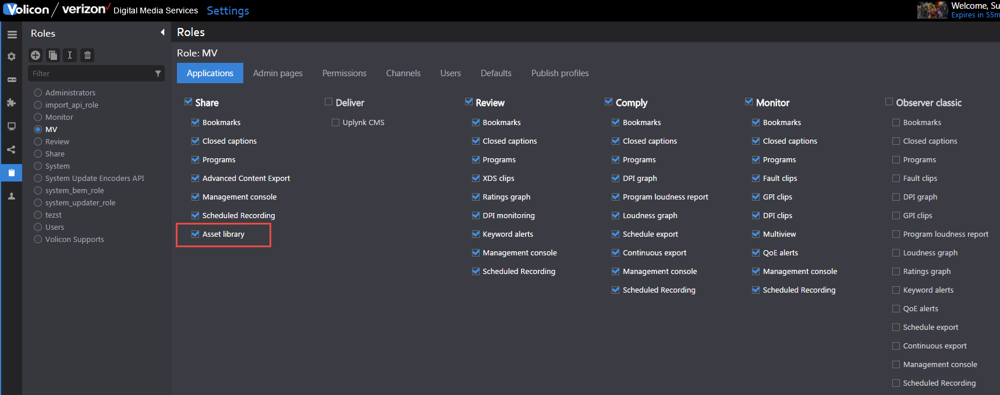 Volicon / verizon✓ Digital Media Services Settings
Welcome, Su
Expires in 55m
Roles
Filter
Administrators
import_api_role
Monitor
MV
Review
Share
System
System Update Encoders API
system_bem_role
system_updater_role
tezst
Users
Volicon Supports
Roles
Role: MV
Applications Admin pages Permissions Channels Users Defaults Publish profiles
Share
Bookmarks
Closed captions
Programs
Advanced Content Export
Management console
Scheduled Recording
Asset library
Deliver
Uplynk CMS
Review
Bookmarks
Closed captions
Programs
XDS clips
Ratings graph
DPI monitoring
Keyword alerts
Management console
Scheduled Recording
Comply
Bookmarks
Closed captions
Programs
DPI graph
Program loudness report
Loudness graph
Schedule export
Continuous export
Management console
Scheduled Recording
Monitor
Bookmarks
Closed captions
Programs
Fault clips
GPI clips
DPI clips
Multiview
QoE alerts
Management console
Scheduled Recording
Observer classic
Bookmarks
Closed captions
Programs
Fault clips
DPI graph
GPI clips
Program loudness report
Loudness graph
Ratings graph
Keyword alerts
QoE alerts
Schedule export
Continuous export
Management console
Scheduled Recording